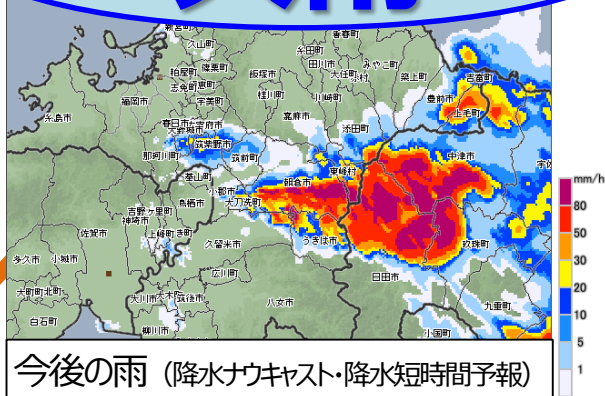 香春町
久山町
糸田町
田川市
みやこ町
篠栗町
飯塚市
大任町
粕屋町
志免町
築上町
吉富町
福岡市
宇美町
桂川町
川崎町
豊前市
上毛町
糸島市
嘉麻市
春日市
添田町
筑紫野市
中津市
那珂川町
筑前町
東峰村
基山町
朝倉市
小郡市
鳥栖市
大刀洗町
吉野ヶ里町
神埼市
佐賀市
上峰町
久留米市
うきは市
玖珠町
多久市
小城市
日田市
広川町
大町町
大川市
筑後市
八女市
九重町
白石町
柳川市
小国町
mm/h
80
50
30
20
10
5
1
今後の雨（降水ナウキャスト・降水短時間予報）